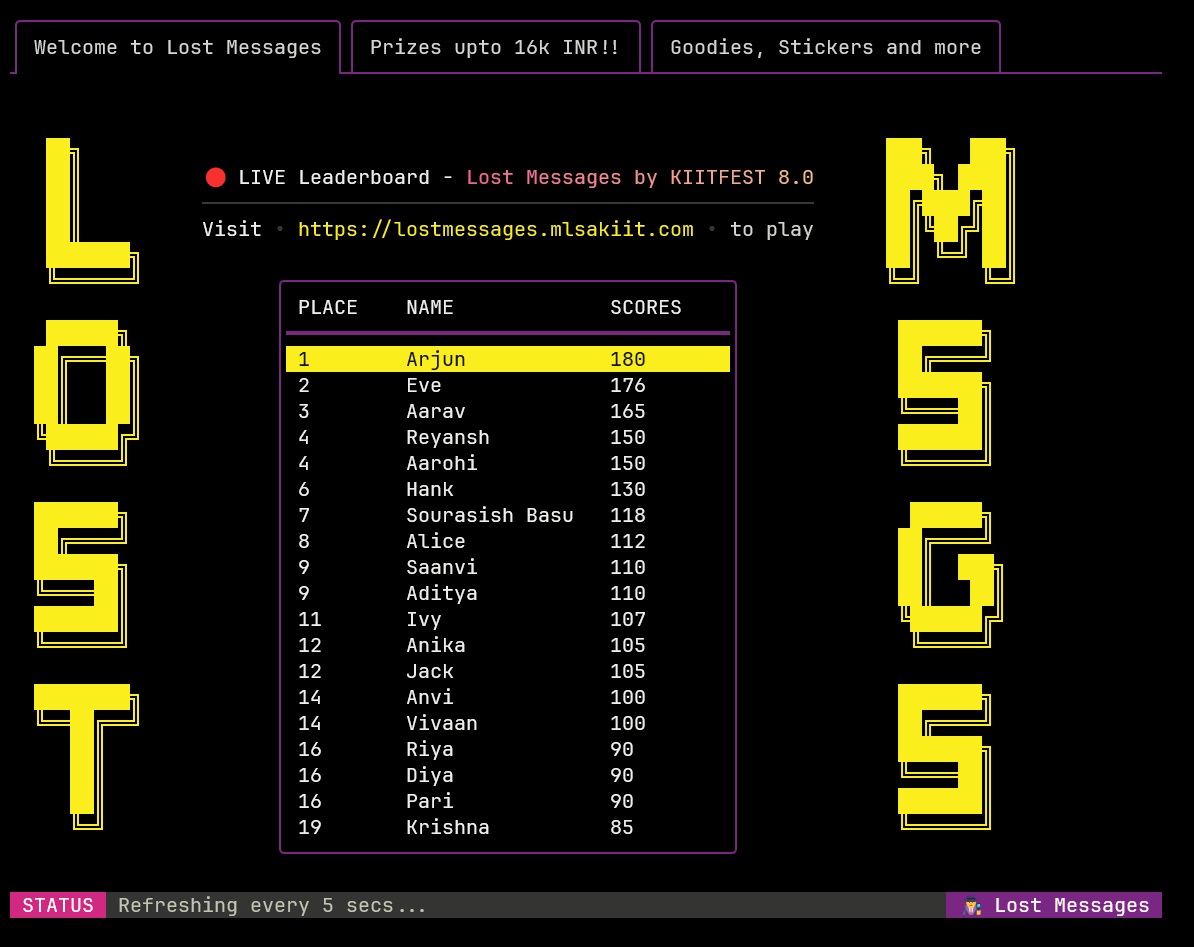 Welcome to Lost Messages
Prizes upto 16k INR!!
Goodies, Stickers and more
LOST
MSGS
LIVE Leaderboard - Lost Messages by KIITFEST 8.0
Visit • https://lostmessages.mlsakiit.com • to play
PLACE NAME SCORES
1 Arjun 180
2 Eve 176
3 Aarav 165
4 Reyansh 150
4 Aarohi 150
6 Hank 130
7 Sourasish Basu 118
8 Alice 112
9 Saanvi 110
9 Aditya 110
11 Ivy 107
12 Anika 105
12 Jack 105
14 Anvi 100
14 Vivaan 100
16 Riya 90
16 Diya 90
16 Pari 90
19 Krishna 85
STATUS Refreshing every 5 secs... Lost Messages